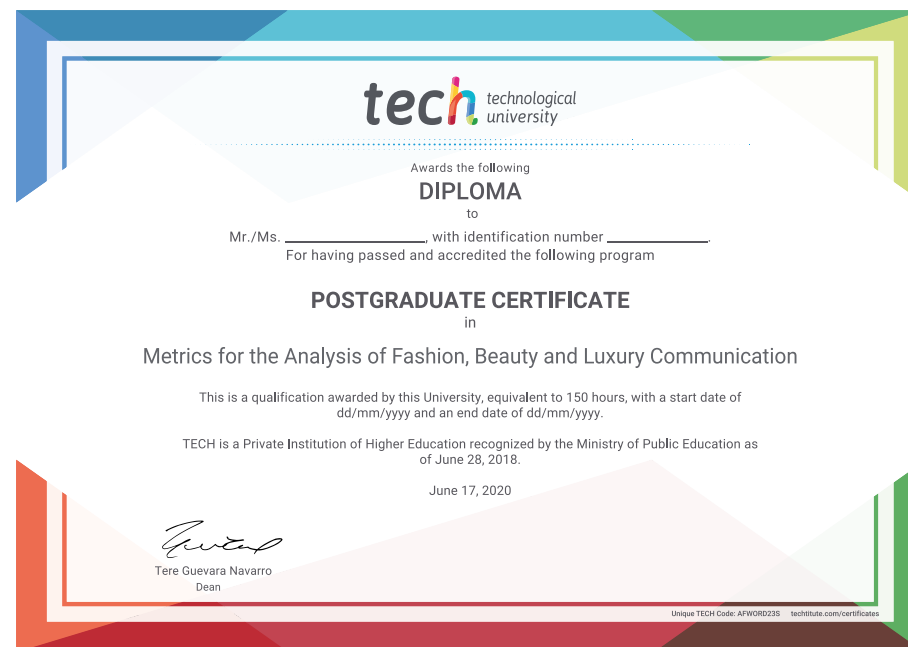 tech technological
university
Awards the following
DIPLOMA
to
Mr./Ms. ____________________, with identification number ______________.
For having passed and accredited the following program
POSTGRADUATE CERTIFICATE
in
Metrics for the Analysis of Fashion, Beauty and Luxury Communication
This is a qualification awarded by this University, equivalent to 150 hours, with a start date of
dd/mm/yyyy and an end date of dd/mm/yyyy.
TECH is a Private Institution of Higher Education recognized by the Ministry of Public Education as
of June 28, 2018.
June 17, 2020
Tere Guevara Navarro
Dean
Unique TECH Code: AFWORD23S techtitute.com/certificates